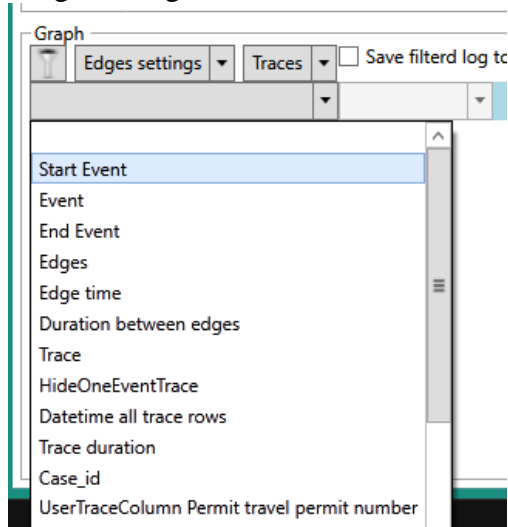 Graph
Edges settings Traces Save filterd log to
Start Event
Event
End Event
Edges
Edge time
Duration between edges
Trace
HideOneEventTrace
Datetime all trace rows
Trace duration
Case_id
UserTraceColumn Permit travel permit number